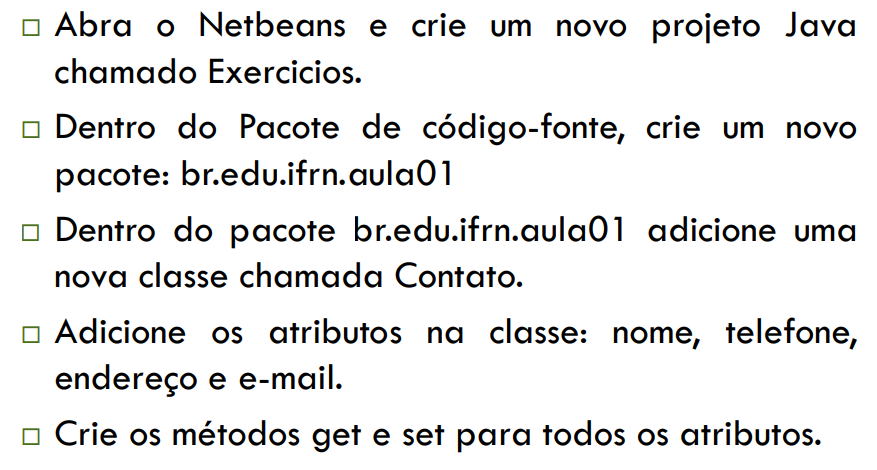 □ Abra o Netbeans e crie um novo projeto Java
chamado Exercicios.
□ Dentro do Pacote de código-fonte, crie um novo
pacote: br.edu.ifrn.aula01
□ Dentro do pacote br.edu.ifrn.aula01 adicione uma
nova classe chamada Contato.
□ Adicione os atributos na classe: nome, telefone,
endereço e e-mail.
□ Crie os métodos get e set para todos os atributos.